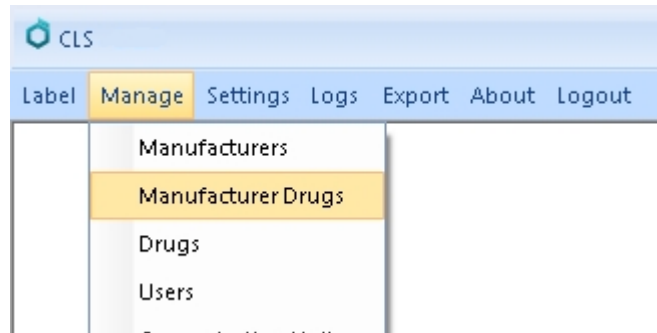 CLS
Label Manage Settings Logs Export About Logout
Manufacturers
Manufacturer Drugs
Drugs
Users